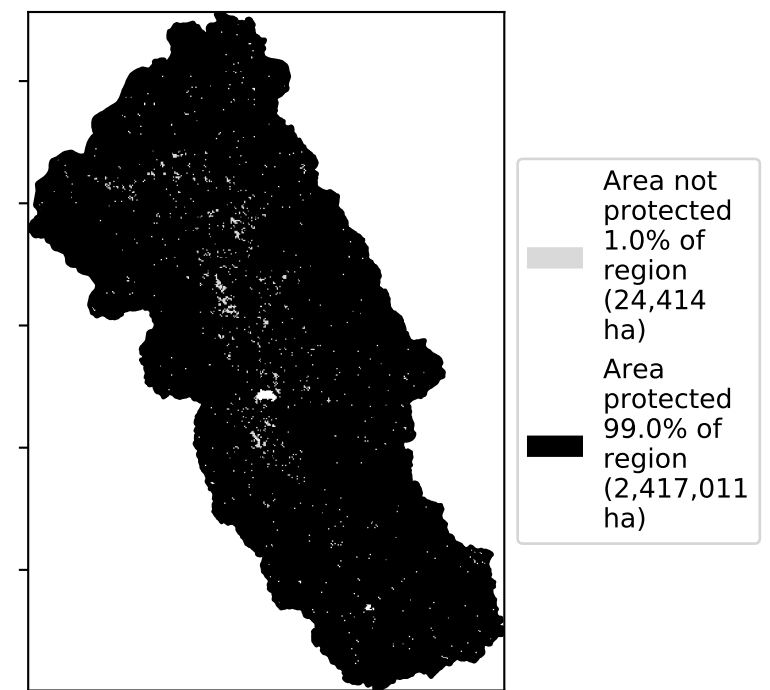 Area not
protected
1.0% of
region
(24,414
ha)
Area
protected
99.0% of
region
(2,417,011
ha)